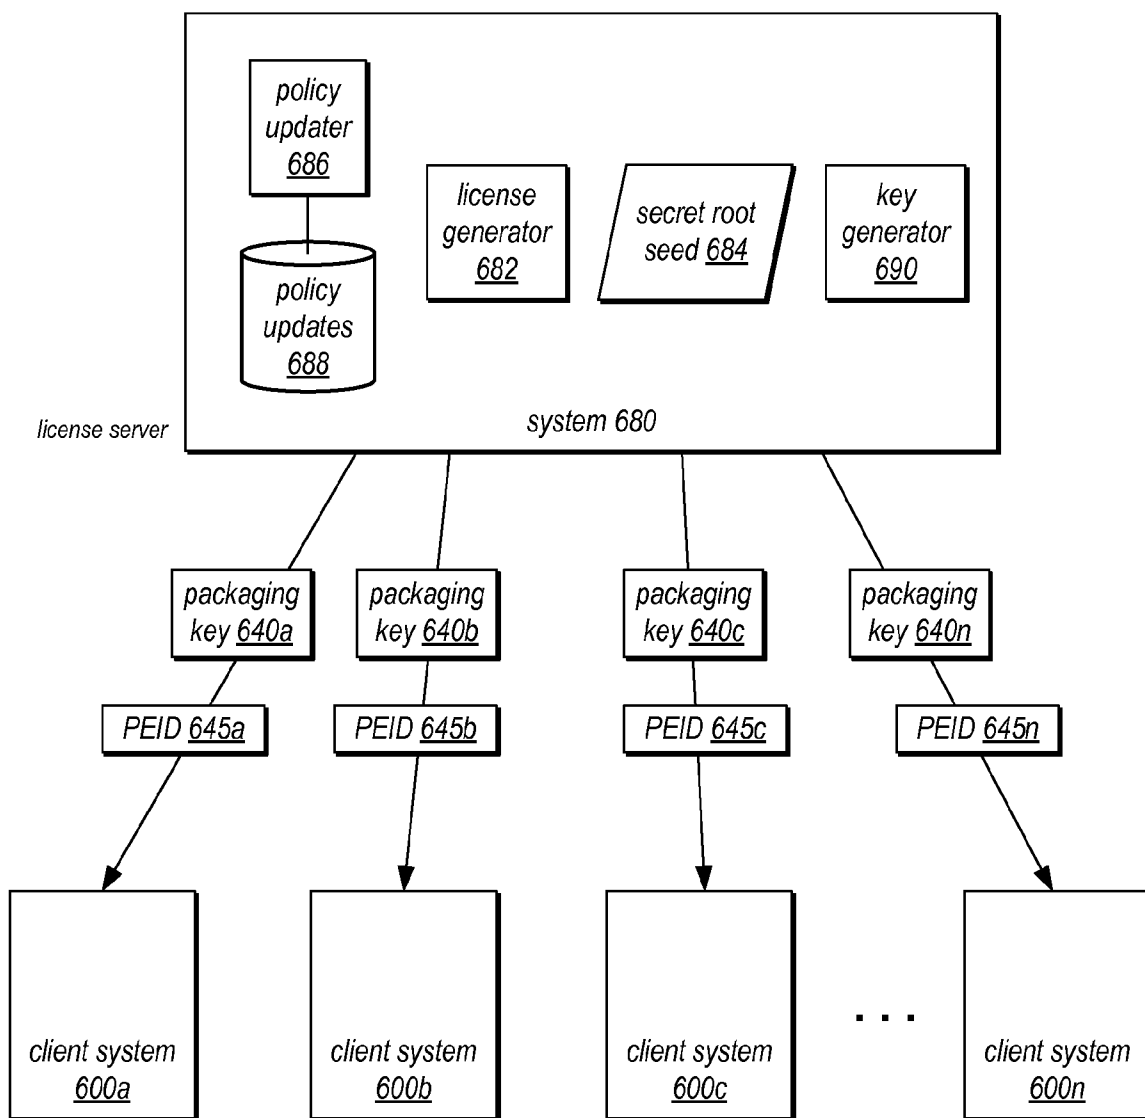 policy
updater
686
policy
updates
688
license
generator
682
secret root
seed 684
key
generator
690
license server
system 680
packaging
key 640a
packaging
key 640b
packaging
key 640c
packaging
key 640n
PEID 645a
PEID 645b
PEID 645c
PEID 645n
client system
600a
client system
600b
client system
600c
. . .
client system
600n